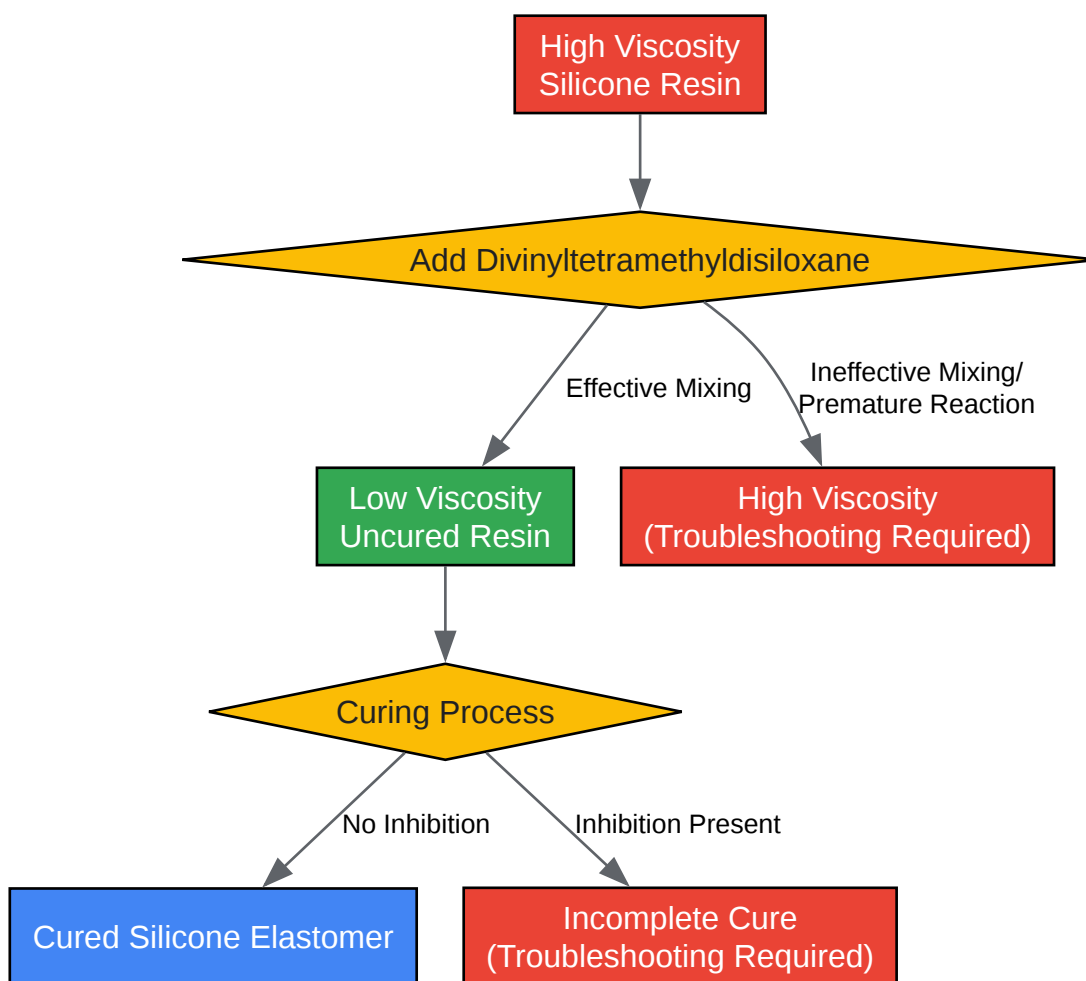 High Viscosity
Silicone Resin
Add Divinyltetramethyldisiloxane
Effective Mixing
Ineffective Mixing/
Premature Reaction
Low Viscosity
Uncured Resin
High Viscosity
(Troubleshooting Required)
Curing Process
No Inhibition
Inhibition Present
Cured Silicone Elastomer
Incomplete Cure
(Troubleshooting Required)